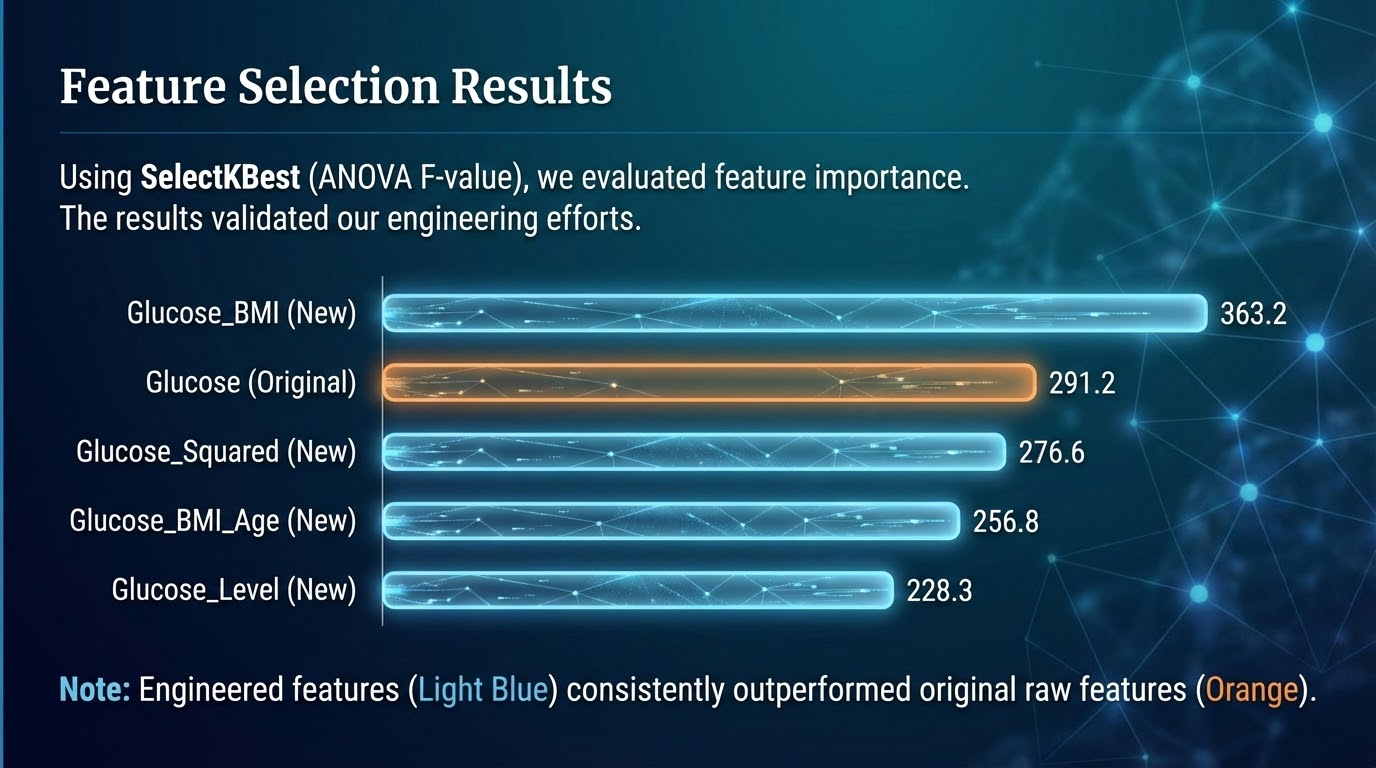 Feature Selection Results
Using SelectKBest (ANOVA F-value), we evaluated feature importance.
The results validated our engineering efforts.
Glucose_BMI (New) 363.2
Glucose (Original) 291.2
Glucose_Squared (New) 276.6
Glucose_BMI_Age (New) 256.8
Glucose_Level (New) 228.3
Note: Engineered features (Light Blue) consistently outperformed original raw features (Orange).